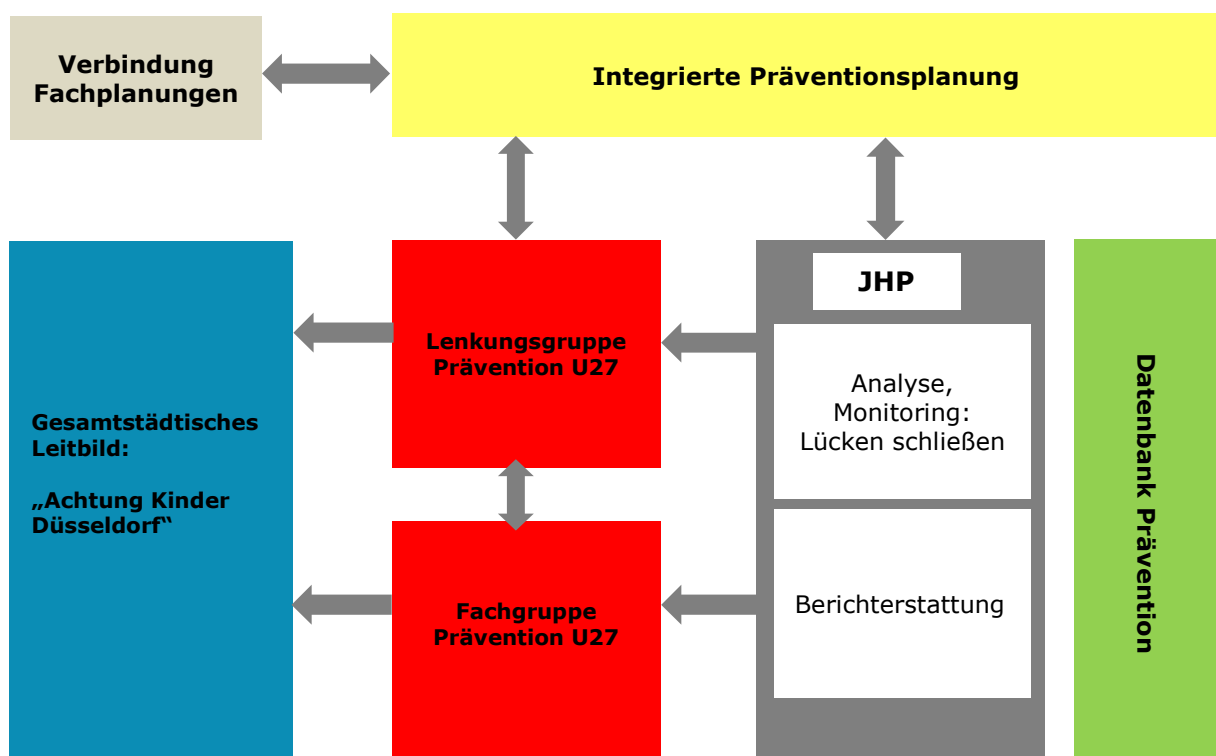 Verbindung
Fachplanungen
Integrierte Präventionsplanung
Gesamtstädtisches
Leitbild:
„Achtung Kinder
Düsseldorf“
Lenkungsgruppe
Prävention U27
Fachgruppe
Prävention U27
JHP
Analyse,
Monitoring:
Lücken schließen
Berichterstattung
Datenbank Prävention